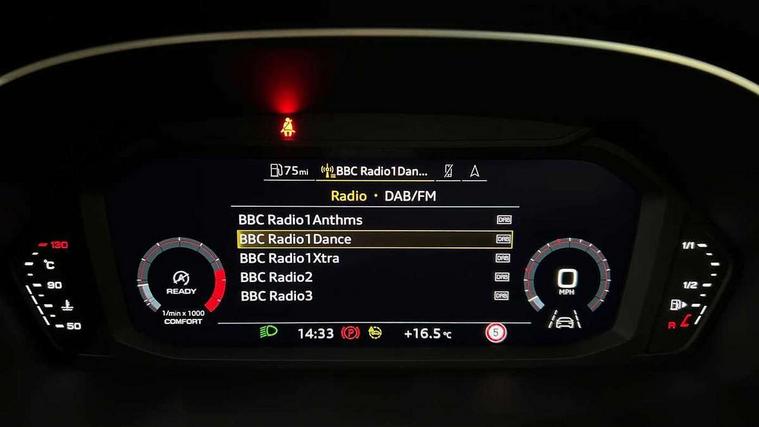 75mi BBC Radio1Dan... A
Radio • DAB/FM
BBC Radio1Anthms DAB
BBC Radio1Dance DAB
BBC Radio1Xtra DAB
BBC Radio2 DAB
BBC Radio3 DAB
130
°C
90
50
A
READY
1/min x 1000
COMFORT
0
MPH
1/1
1/2
R
14:33 P +16.5°C 5